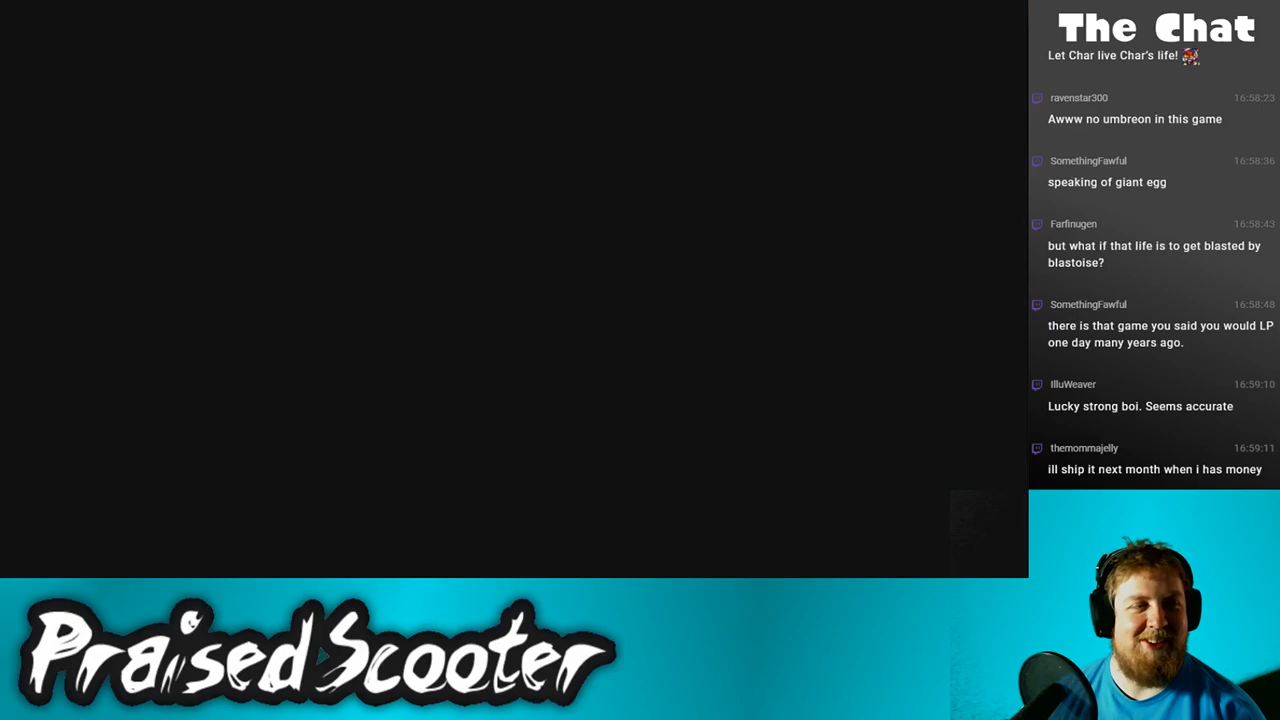 The Chat
Let Char live Char's life!
ravenstar300 16:58:23
Awww no umbreon in this game
SomethingFawful 16:58:36
speaking of giant egg
Farfinugen 16:58:43
but what if that life is to get blasted by
blastoise?
SomethingFawful 16:58:48
there is that game you said you would LP
one day many years ago.
IlluWeaver 16:59:10
Lucky strong boi. Seems accurate
themommajelly 16:59:11
ill ship it next month when i has money
PraisedScooter